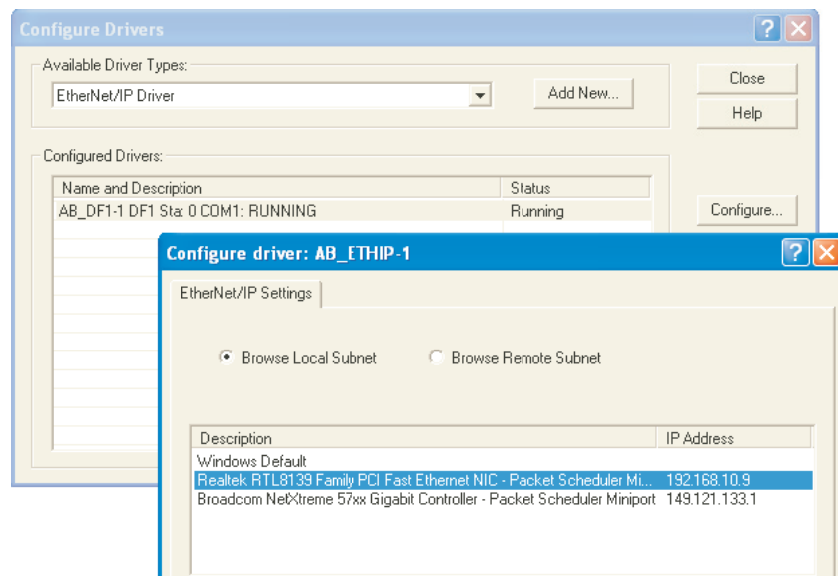 Configure Drivers
Available Driver Types:
EtherNet/IP Driver
Add New...
Close
Help
Configured Drivers:
Name and Description Status
AB_DF1-1 DF1 Sta: 0 COM1: RUNNING Running
Configure...
Configure driver: AB_ETHIP-1
EtherNet/IP Settings
Browse Local Subnet Browse Remote Subnet
Description IP Address
Windows Default
Realtek RTL8139 Family PCI Fast Ethernet NIC - Packet Scheduler Mi... 192.168.10.9
Broadcom NetXtreme 57xx Gigabit Controller - Packet Scheduler Miniport 149.121.133.1